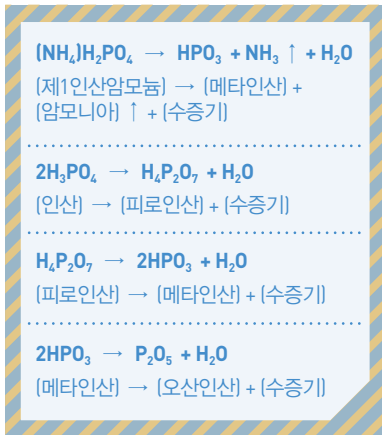 (NH₄)H₂PO₄ → HPO₃ + NH₃ ↑ + H₂O
(제1인산암모늄) → (메타인산) +
(암모니아) ↑ + (수증기)
2H₃PO₄ → H₄P₂O₇ + H₂O
(인산) → (피로인산) + (수증기)
H₄P₂O₇ → 2HPO₃ + H₂O
(피로인산) → (메타인산) + (수증기)
2HPO₃ → P₂O₅ + H₂O
(메타인산) → (오산인산) + (수증기)